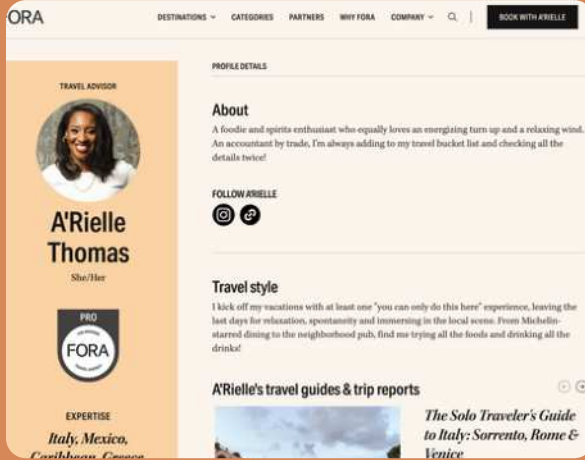 ORA
DESTINATIONS CATEGORIES PARTNERS WHY FORA COMPANY BOOK WITH A'RIELLE
TRAVEL ADVISOR
A'Rielle
Thomas
She/Her
PRO
FORA
EXPERTISE
Italy, Mexico,
Caribbean, Greece
PROFILE DETAILS
About
A foodie and spirits enthusiast who equally loves an energizing turn up and a relaxing wind.
An accountant by trade, I'm always adding to my travel bucket list and checking all the
details twice!
FOLLOW A'RIELLE
Travel style
I kick off my vacations with at least one "you can only do this here" experience, leaving the
last days for relaxation, spontaneity and immersing in the local scene. From Michelin-
starred dining to the neighborhood pub, find me trying all the foods and drinking all the
drinks!
A'Rielle's travel guides & trip reports
The Solo Traveler's Guide
to Italy: Sorrento, Rome &
Venice